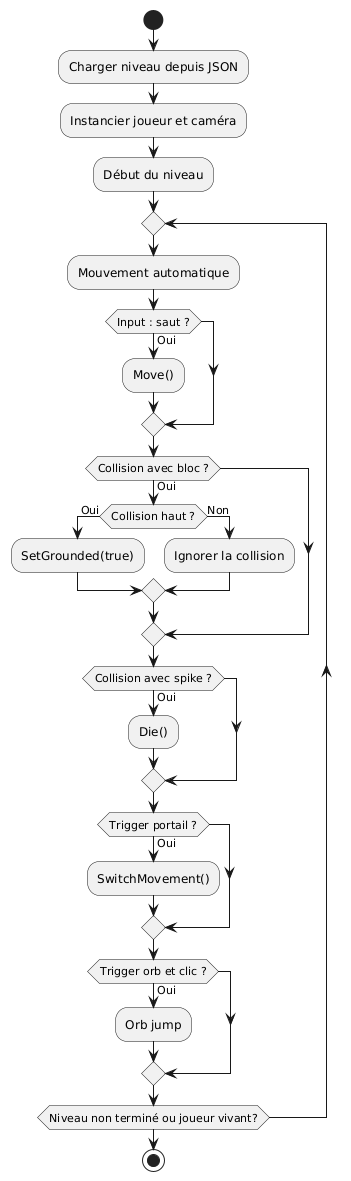 Charger niveau depuis JSON
Instancier joueur et caméra
Début du niveau
Mouvement automatique
Input : saut ?
Oui
Move()
Collision avec bloc ?
Oui
Oui
Collision haut ?
Non
SetGrounded(true)
Ignorer la collision
Collision avec spike ?
Oui
Die()
Trigger portail ?
Oui
SwitchMovement()
Trigger orb et clic ?
Oui
Orb jump
Niveau non terminé ou joueur vivant?